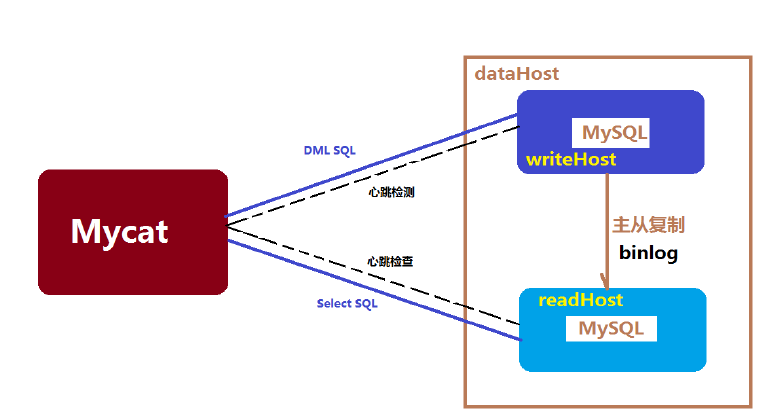 dataHost
MySQL
writeHost
DML SQL
心跳检测
Mycat
主从复制
binlog
心跳检查
Select SQL
readHost
MySQL